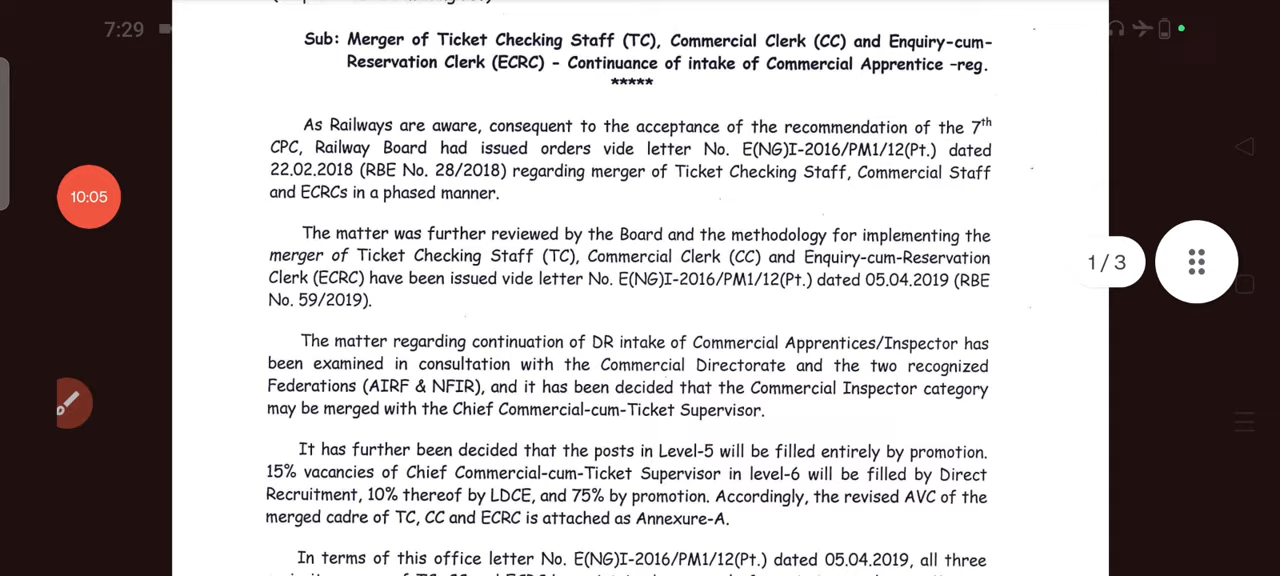 7:29
Sub: Merger of Ticket Checking Staff (TC), Commercial Clerk (CC) and Enquiry-cum-
Reservation Clerk (ECRC) - Continuance of intake of Commercial Apprentice -reg.
*****
As Railways are aware, consequent to the acceptance of the recommendation of the 7th
CPC, Railway Board had issued orders vide letter No. E(NG)I-2016/PM1/12(Pt.) dated
22.02.2018 (RBE No. 28/2018) regarding merger of Ticket Checking Staff, Commercial Staff
and ECRCs in a phased manner.
10:05
The matter was further reviewed by the Board and the methodology for implementing the
merger of Ticket Checking Staff (TC), Commercial Clerk (CC) and Enquiry-cum-Reservation
Clerk (ECRC) have been issued vide letter No. E(NG)I-2016/PM1/12(Pt.) dated 05.04.2019 (RBE
No. 59/2019).
1/3
The matter regarding continuation of DR intake of Commercial Apprentices/Inspector has
been examined in consultation with the Commercial Directorate and the two recognized
Federations (AIRF & NFIR), and it has been decided that the Commercial Inspector category
may be merged with the Chief Commercial-cum-Ticket Supervisor.
It has further been decided that the posts in Level-5 will be filled entirely by promotion.
15% vacancies of Chief Commercial-cum-Ticket Supervisor in level-6 will be filled by Direct
Recruitment, 10% thereof by LDCE, and 75% by promotion. Accordingly, the revised AVC of the
merged cadre of TC, CC and ECRC is attached as Annexure-A.
In terms of this office letter No. E(NG)I-2016/PM1/12(Pt.) dated 05.04.2019, all three